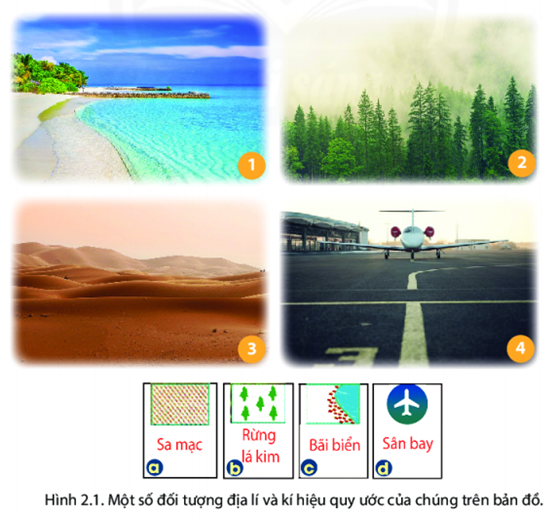 1
2
3
4
Sa mạc
Rừng
lá kim
Bãi biển
Sân bay
a
b
c
d
Hình 2.1. Một số đối tượng địa lí và kí hiệu quy ước của chúng trên bản đồ.